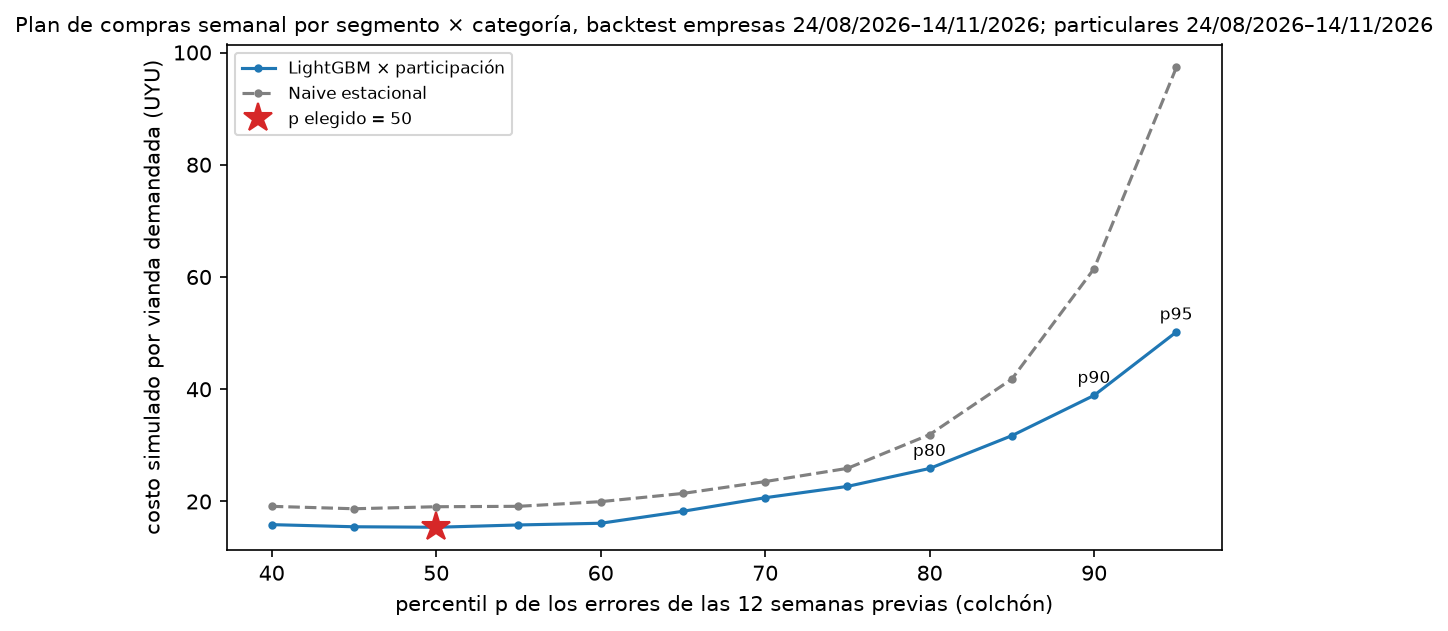 Plan de compras semanal por segmento × categoría, backtest empresas 24/08/2026–14/11/2026; particulares 24/08/2026–14/11/2026
costo simulado por vianda demandada (UYU)
100
80
60
40
20
LightGBM × participación
Naive estacional
p elegido = 50
p80
p90
p95
40
50
60
70
80
90
percentil p de los errores de las 12 semanas previas (colchón)